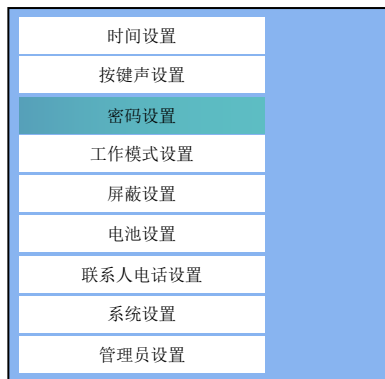 时间设置
按键声设置
密码设置
工作模式设置
屏蔽设置
电池设置
联系人电话设置
系统设置
管理员设置